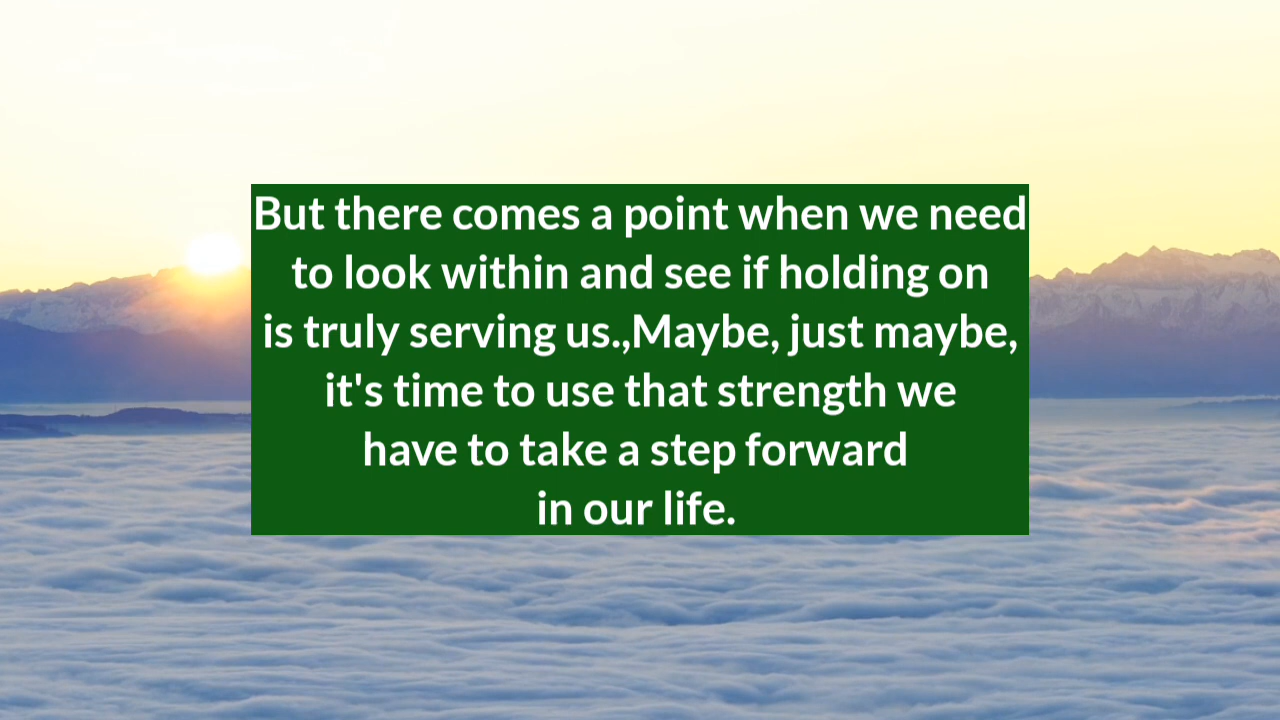 But there comes a point when we need
to look within and see if holding on
is truly serving us.,Maybe, just maybe,
it's time to use that strength we
have to take a step forward
in our life.